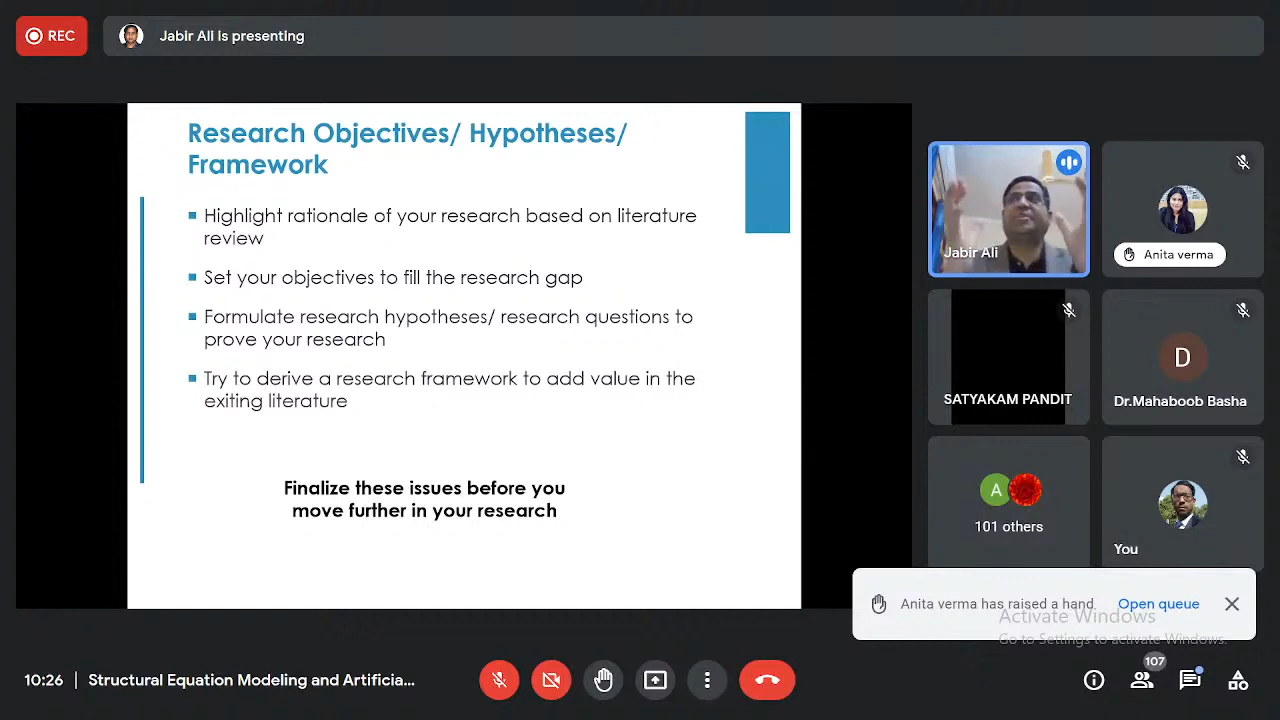 REC
Jabir Ali is presenting
Research Objectives/ Hypotheses/
Framework
Highlight rationale of your research based on literature
review
Set your objectives to fill the research gap
Formulate research hypotheses/ research questions to
prove your research
Try to derive a research framework to add value in the
exiting literature
Finalize these issues before you
move further in your research
Jabir Ali
Anita verma
SATYAKAM PANDIT
D
Dr.Mahaboob Basha
A
101 others
You
Anita verma has raised a hand.
Open queue
Activate Windows
Go to Settings to activate Windows.
10:26
Structural Equation Modeling and Artificia...
107